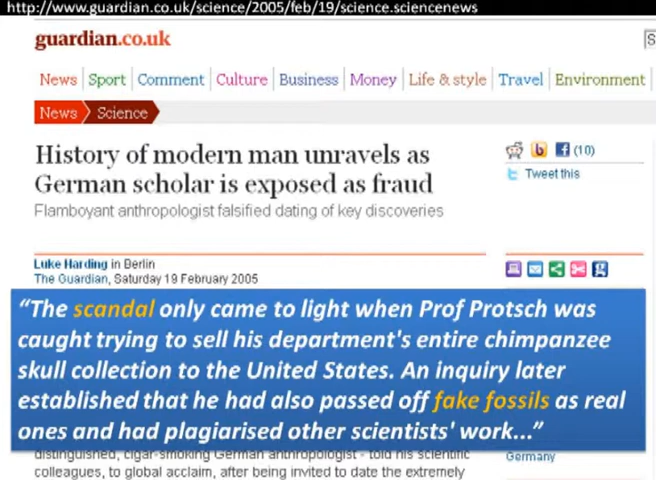 http://www.guardian.co.uk/science/2005/feb/19/science.sciencenews
guardian.co.uk
S
News Sport Comment Culture Business Money Life & style Travel Environment
News Science
History of modern man unravels as
German scholar is exposed as fraud
Flamboyant anthropologist falsified dating of key discoveries
(10)
Tweet this
Luke Harding in Berlin
The Guardian, Saturday 19 February 2005
“The scandal only came to light when Prof Protsch was
caught trying to sell his department's entire chimpanzee
skull collection to the United States. An inquiry later
established that he had also passed off fake fossils as real
ones and had plagiarised other scientists' work...”
distinguished, cigar-smoking German anthropologist - told his scientific
colleagues, to global acclaim, after being invited to date the extremely
Germany